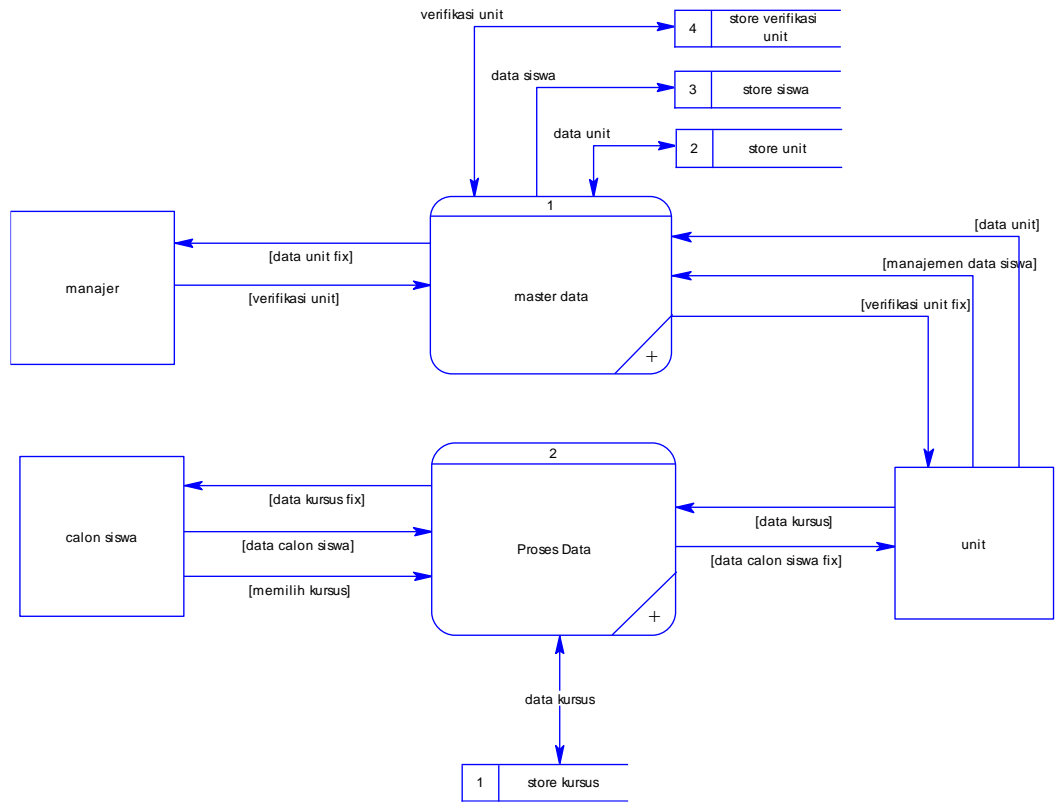 verifikasi unit
4
store verifikasi
unit
data siswa
3
store siswa
data unit
2
store unit
1
master data
+
manajer
[data unit fix]
[verifikasi unit]
[data unit]
[manajemen data siswa]
[verifikasi unit fix]
2
Proses Data
+
calon siswa
[data kursus fix]
[data calon siswa]
[memilih kursus]
[data kursus]
[data calon siswa fix]
unit
data kursus
1
store kursus